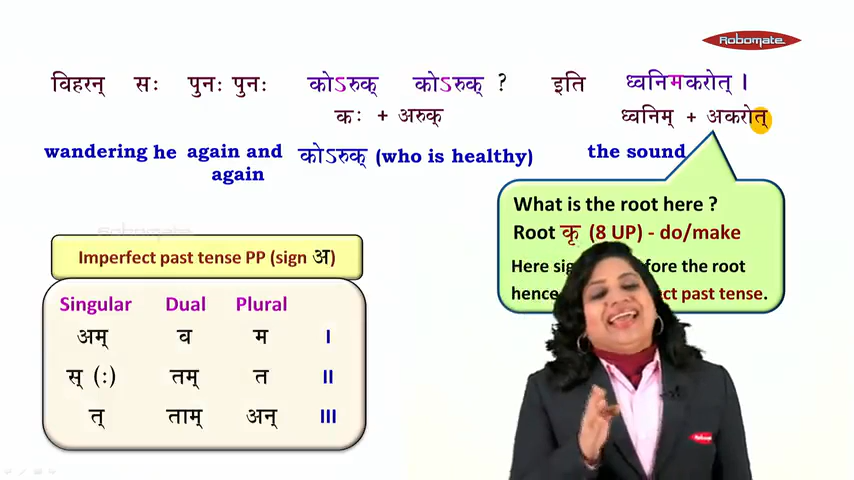 Robomate
विहरन् सः पुनः पुनः कोऽरुक् कोऽरुक् ? इति ध्वनिमकरोत् ।
कः + अरुक् ध्वनिम् + अकरोत्
wandering he again and again कोऽरुक् (who is healthy) the sound
What is the root here ?
Root कृ (8 UP) - do/make
Here fore the root
hence ct past tense.
Robomate
Imperfect past tense PP (sign अ)
Singular Dual Plural
अम् व म I
स् (ः) तम् त II
त् ताम् अन् III